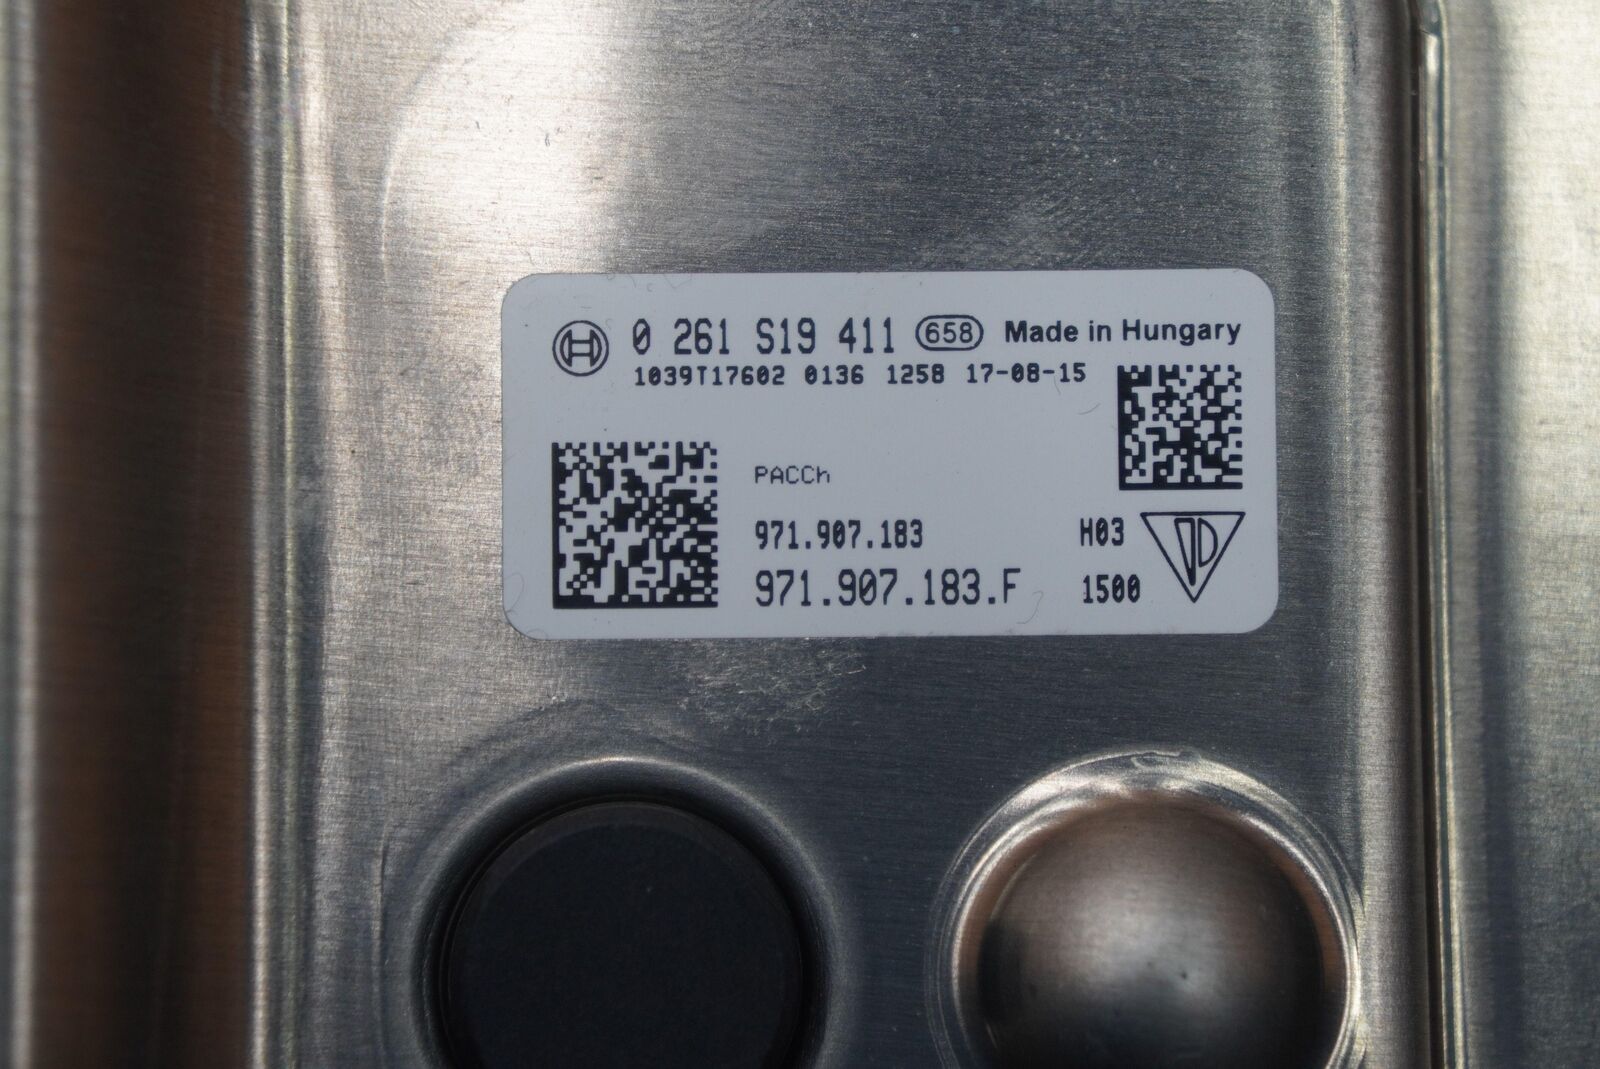 0 261 S19 411 658 Made in Hungary
1039T17602 0136 1258 17-08-15
PACCh
971.907.183 H03
971.907.183.F 1500